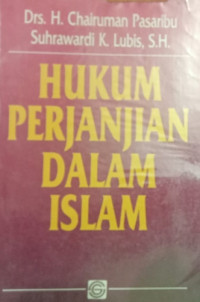 Drs. H. Chairuman Pasaribu
Suhrawardi K. Lubis, S.H.
HUKUM
PERJANJIAN
DALAM
ISLAM